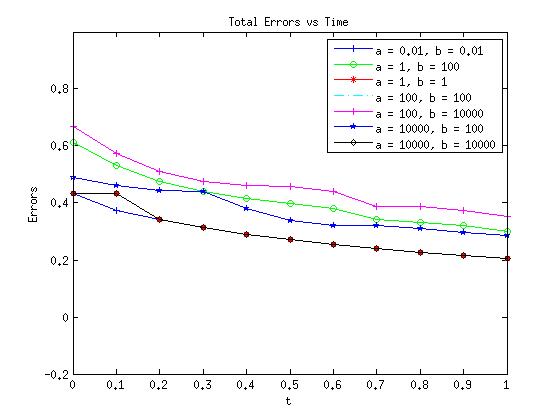 Total Errors vs Time
a = 0.01, b = 0.01
a = 1, b = 100
a = 1, b = 1
a = 100, b = 100
a = 100, b = 10000
a = 10000, b = 100
a = 10000, b = 10000
0.8
0.6
0.4
0.2
0
-0.2
Errors
0 0.1 0.2 0.3 0.4 0.5 0.6 0.7 0.8 0.9 1
t